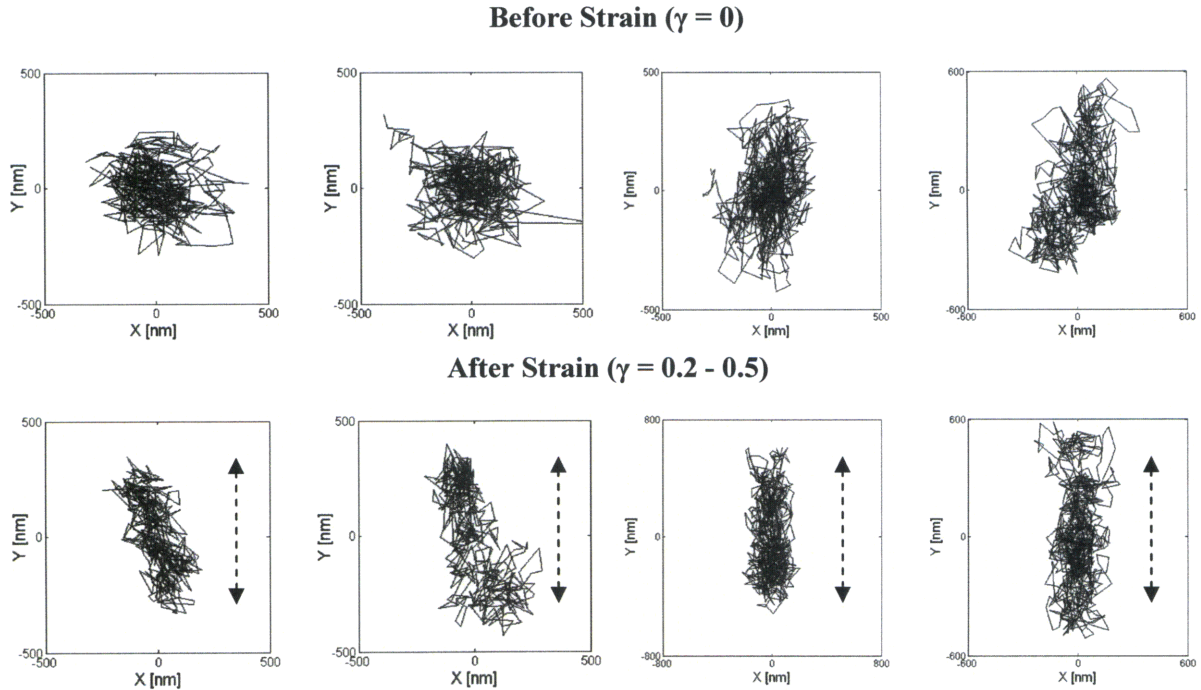 Before Strain (γ = 0)
500
500
500
600
Y [nm]
Y [nm]
Y [nm]
Y [nm]
0
0
0
0
-500
-500
-500
-600
-500 0 500
-500 0 500
-500 0 500
-600 0 600
X [nm]
X [nm]
X [nm]
X [nm]
After Strain (γ = 0.2 - 0.5)
500
500
800
600
Y [nm]
Y [nm]
Y [nm]
Y [nm]
0
0
0
0
-500
-500
-800
-600
-500 0 500
-500 0 500
-800 0 800
-600 0 600
X [nm]
X [nm]
X [nm]
X [nm]